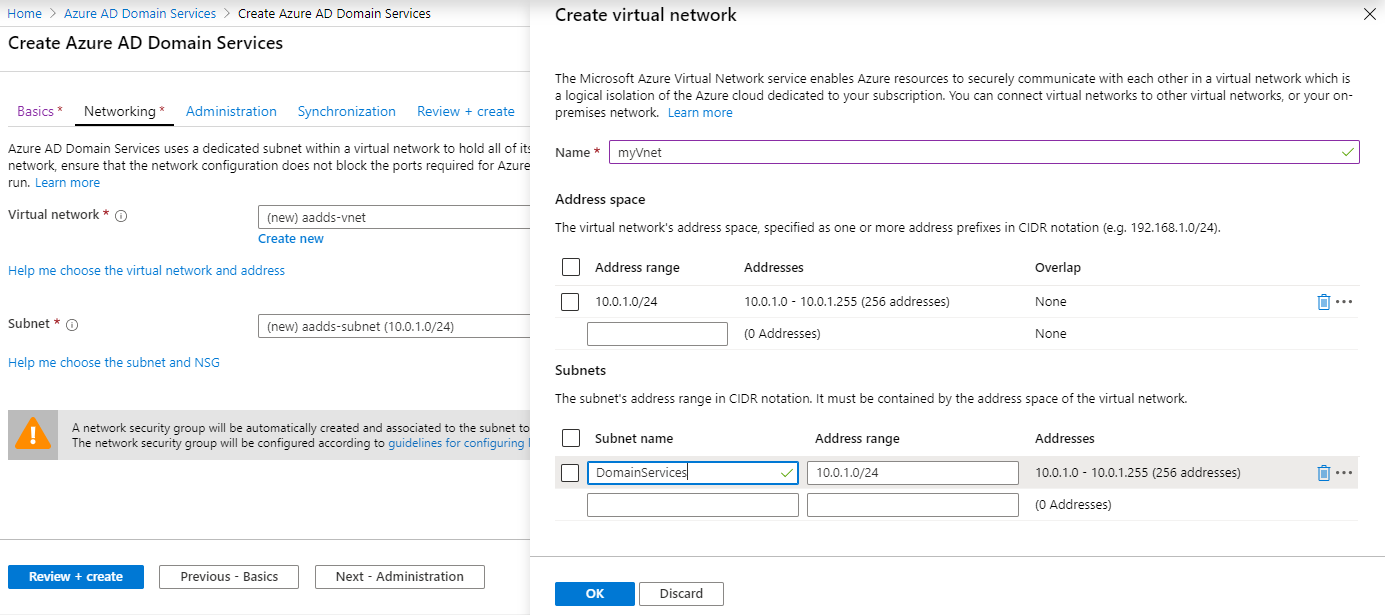 Home > Azure AD Domain Services > Create Azure AD Domain Services
Create Azure AD Domain Services
Basics * Networking * Administration Synchronization Review + create
Azure AD Domain Services uses a dedicated subnet within a virtual network to hold all of its
network, ensure that the network configuration does not block the ports required for Azure
run. Learn more
Virtual network * (new) aadds-vnet
Create new
Help me choose the virtual network and address
Subnet * (new) aadds-subnet (10.0.1.0/24)
Help me choose the subnet and NSG
A network security group will be automatically created and associated to the subnet to
The network security group will be configured according to guidelines for configuring
Review + create Previous - Basics Next - Administration
Create virtual network
The Microsoft Azure Virtual Network service enables Azure resources to securely communicate with each other in a virtual network which is
a logical isolation of the Azure cloud dedicated to your subscription. You can connect virtual networks to other virtual networks, or your on-
premises network. Learn more
Name * myVnet
Address space
The virtual network's address space, specified as one or more address prefixes in CIDR notation (e.g. 192.168.1.0/24).
Address range Addresses Overlap
10.0.1.0/24 10.0.1.0 - 10.0.1.255 (256 addresses) None
(0 Addresses) None
Subnets
The subnet's address range in CIDR notation. It must be contained by the address space of the virtual network.
Subnet name Address range Addresses
DomainServices 10.0.1.0/24 10.0.1.0 - 10.0.1.255 (256 addresses)
(0 Addresses)
OK Discard